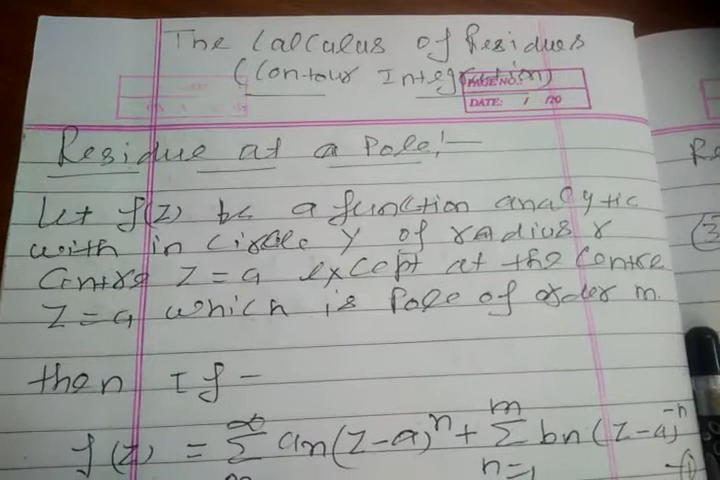 The Calculus of Residues
(Contour Integration)
PAGE NO.:
DATE: / /20
Residue at a Pole:—
Let f(z) be a function analytic
with in circle γ of radius r
Centre z = a except at the centre
z = a which is Pole of order m.
then If –
f(z) = ∑^∞ an(z-a)^n + ∑_{n=1}^{m} bn(z-a)^{-n}